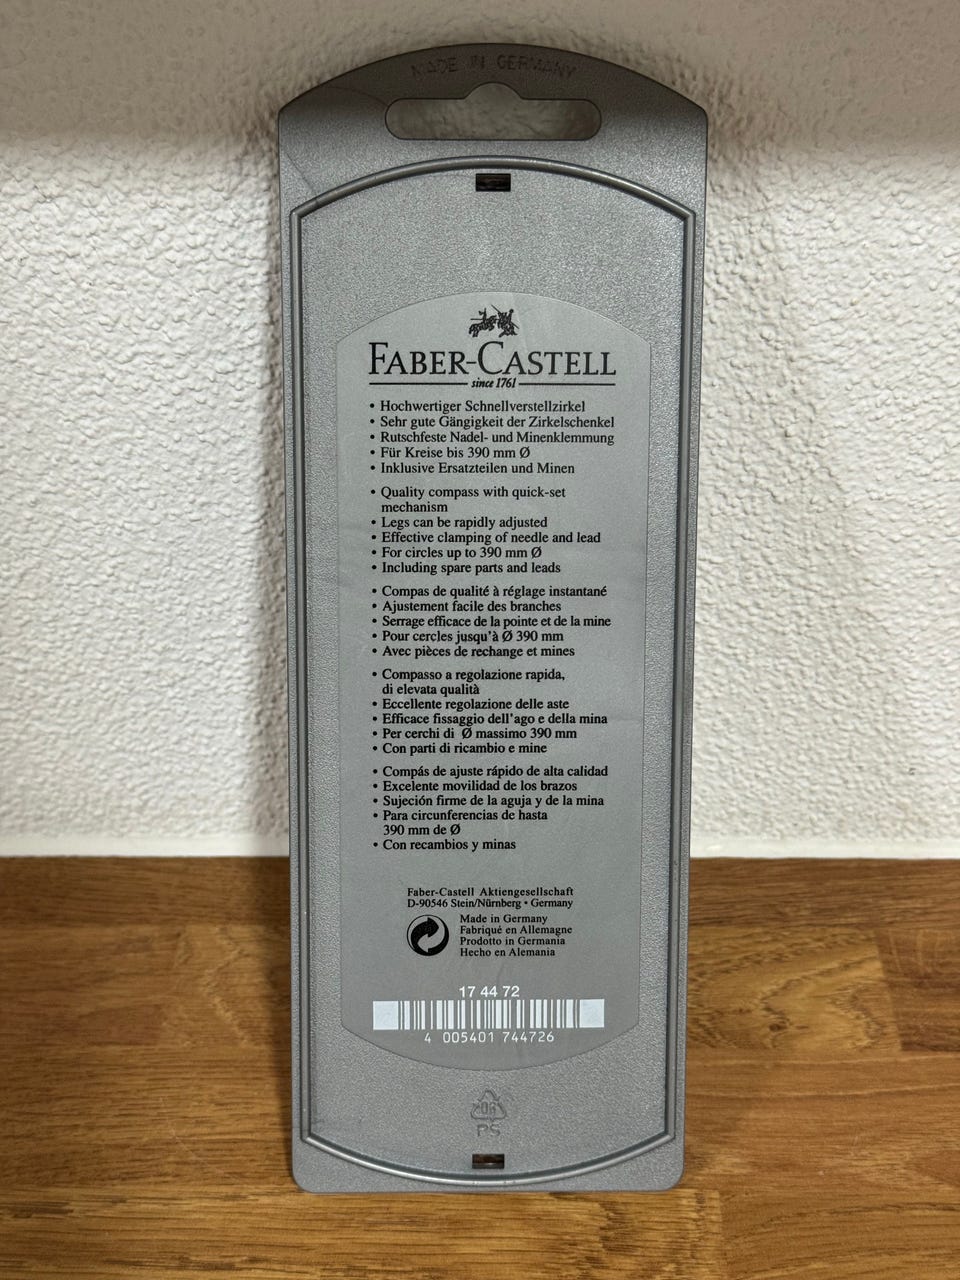 MADE IN GERMANY
FABER-CASTELL
since 1761
• Hochwertiger Schnellverstellzirkel
• Sehr gute Gängigkeit der Zirkelschenkel
• Rutschfeste Nadel- und Minenklemmung
• Für Kreise bis 390 mm Ø
• Inklusive Ersatzteilen und Minen
• Quality compass with quick-set
mechanism
• Legs can be rapidly adjusted
• Effective clamping of needle and lead
• For circles up to 390 mm Ø
• Including spare parts and leads
• Compas de qualité à réglage instantané
• Ajustement facile des branches
• Serrage efficace de la pointe et de la mine
• Pour cercles jusqu'à Ø 390 mm
• Avec pièces de rechange et mines
• Compasso a regolazione rapida,
di elevata qualità
• Eccellente regolazione delle aste
• Efficace fissaggio dell'ago e della mina
• Per cerchi di Ø massimo 390 mm
• Con parti di ricambio e mine
• Compás de ajuste rápido de alta calidad
• Excelente movilidad de los brazos
• Sujeción firme de la aguja y de la mina
• Para circunferencias de hasta
390 mm de Ø
• Con recambios y minas
Faber-Castell Aktiengesellschaft
D-90546 Stein/Nürnberg • Germany
Made in Germany
Fabriqué en Allemagne
Prodotto in Germania
Hecho en Alemania
17 44 72
4 005401 744726
06
PS